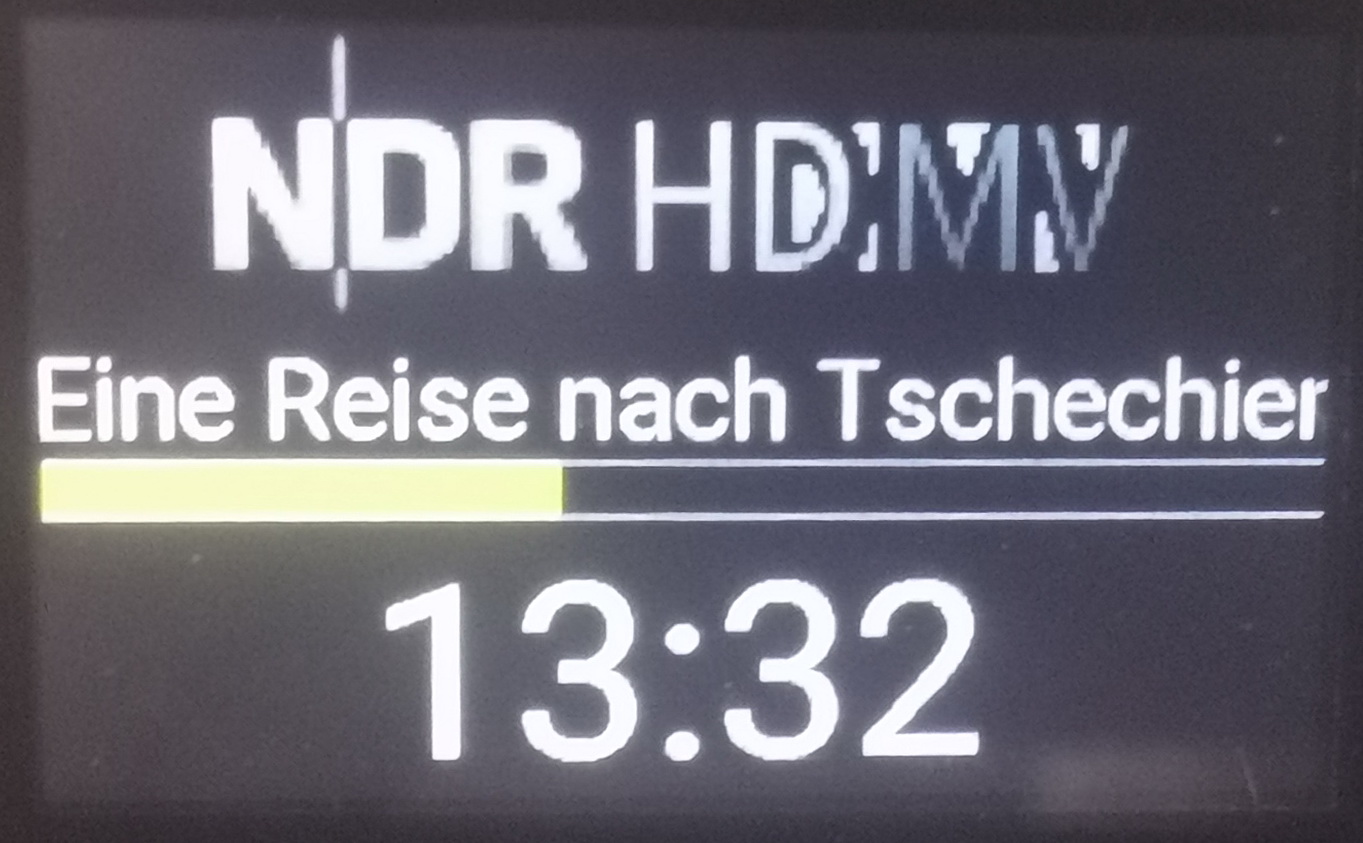 NDR HD MV
Eine Reise nach Tschechier
13:32